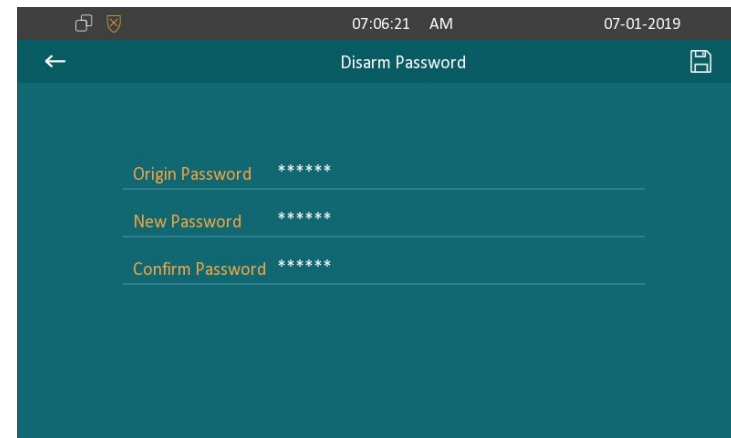 07:06:21 AM 07-01-2019
Disarm Password
Origin Password ******
New Password ******
Confirm Password ******